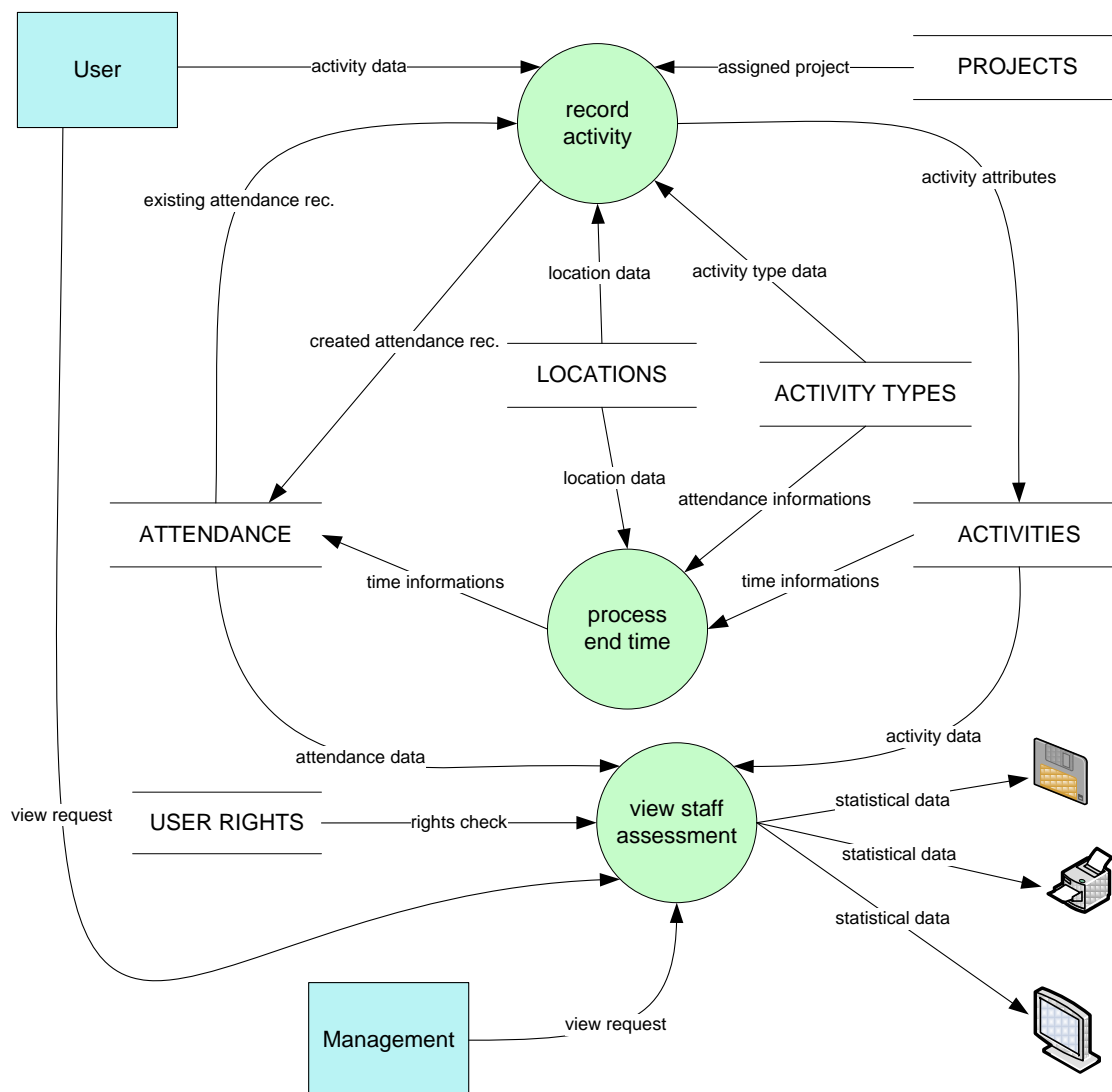 User
activity data
assigned project
PROJECTS
record
activity
existing attendance rec.
activity attributes
location data
activity type data
created attendance rec.
LOCATIONS
ACTIVITY TYPES
location data
attendance informations
ATTENDANCE
ACTIVITIES
time informations
time informations
process
end time
attendance data
activity data
view request
USER RIGHTS
rights check
view staff
assessment
statistical data
statistical data
statistical data
Management
view request